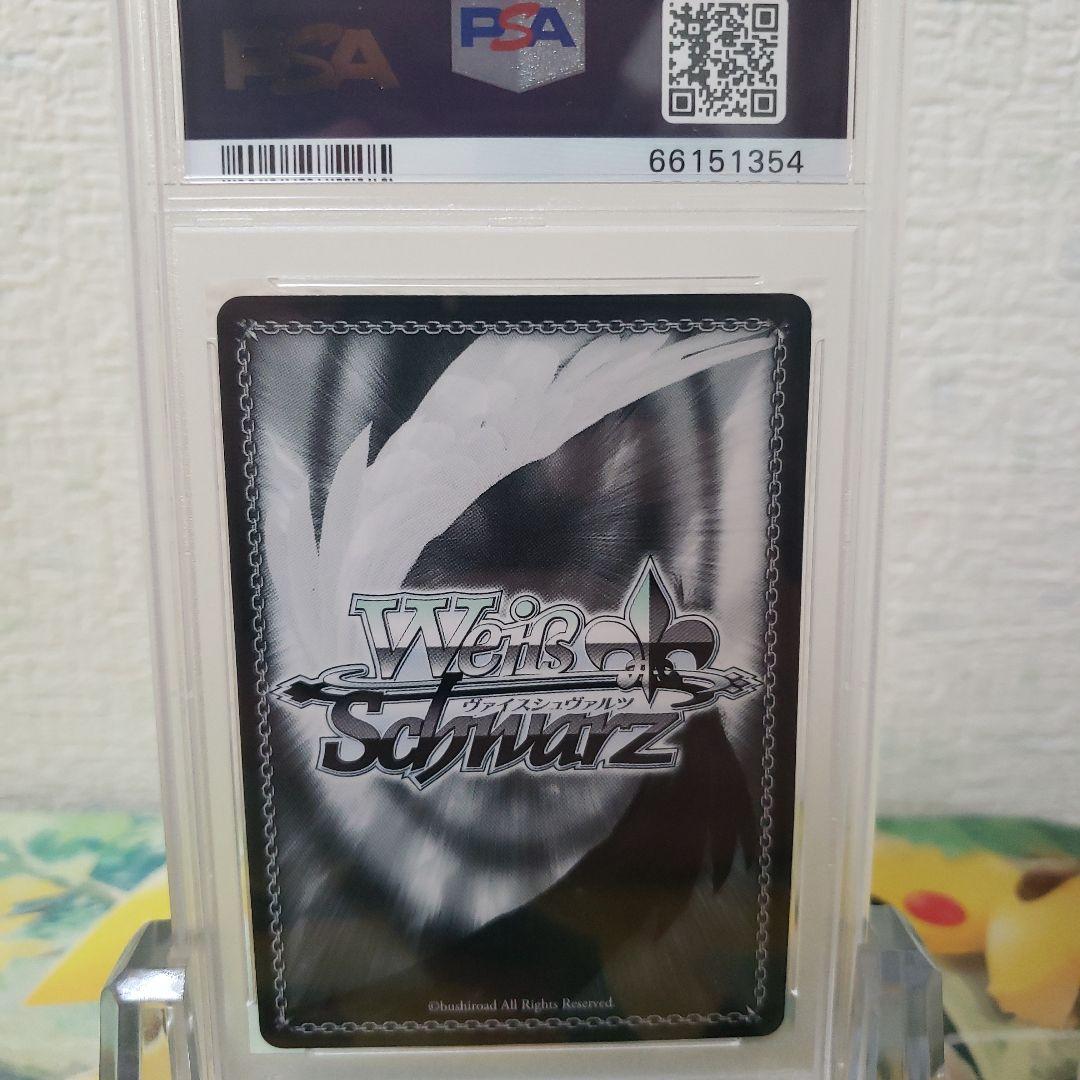 PSA
PSA
66151354
Weiß
ヴァイスシュヴァルツ
Schwarz
©bushiroad All Rights Reserved.